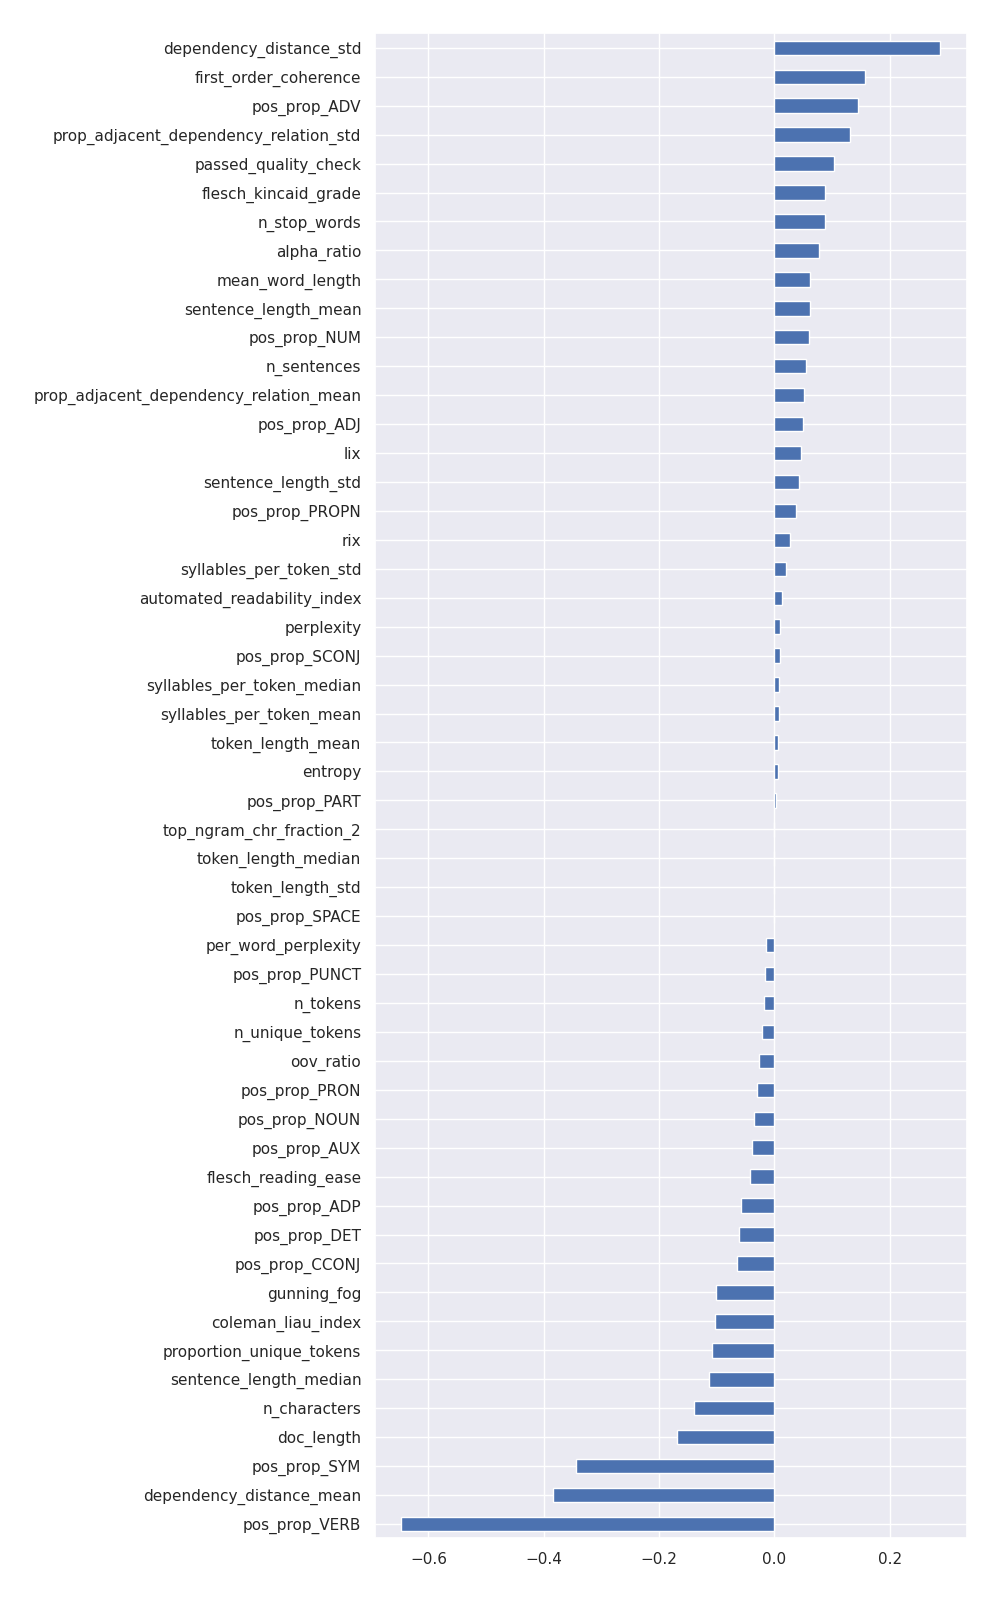 dependency_distance_std
first_order_coherence
pos_prop_ADV
prop_adjacent_dependency_relation_std
passed_quality_check
flesch_kincaid_grade
n_stop_words
alpha_ratio
mean_word_length
sentence_length_mean
pos_prop_NUM
n_sentences
prop_adjacent_dependency_relation_mean
pos_prop_ADJ
lix
sentence_length_std
pos_prop_PROPN
rix
syllables_per_token_std
automated_readability_index
perplexity
pos_prop_SCONJ
syllables_per_token_median
syllables_per_token_mean
token_length_mean
entropy
pos_prop_PART
top_ngram_chr_fraction_2
token_length_median
token_length_std
pos_prop_SPACE
per_word_perplexity
pos_prop_PUNCT
n_tokens
n_unique_tokens
oov_ratio
pos_prop_PRON
pos_prop_NOUN
pos_prop_AUX
flesch_reading_ease
pos_prop_ADP
pos_prop_DET
pos_prop_CCONJ
gunning_fog
coleman_liau_index
proportion_unique_tokens
sentence_length_median
n_characters
doc_length
pos_prop_SYM
dependency_distance_mean
pos_prop_VERB
−0.6 −0.4 −0.2 0.0 0.2